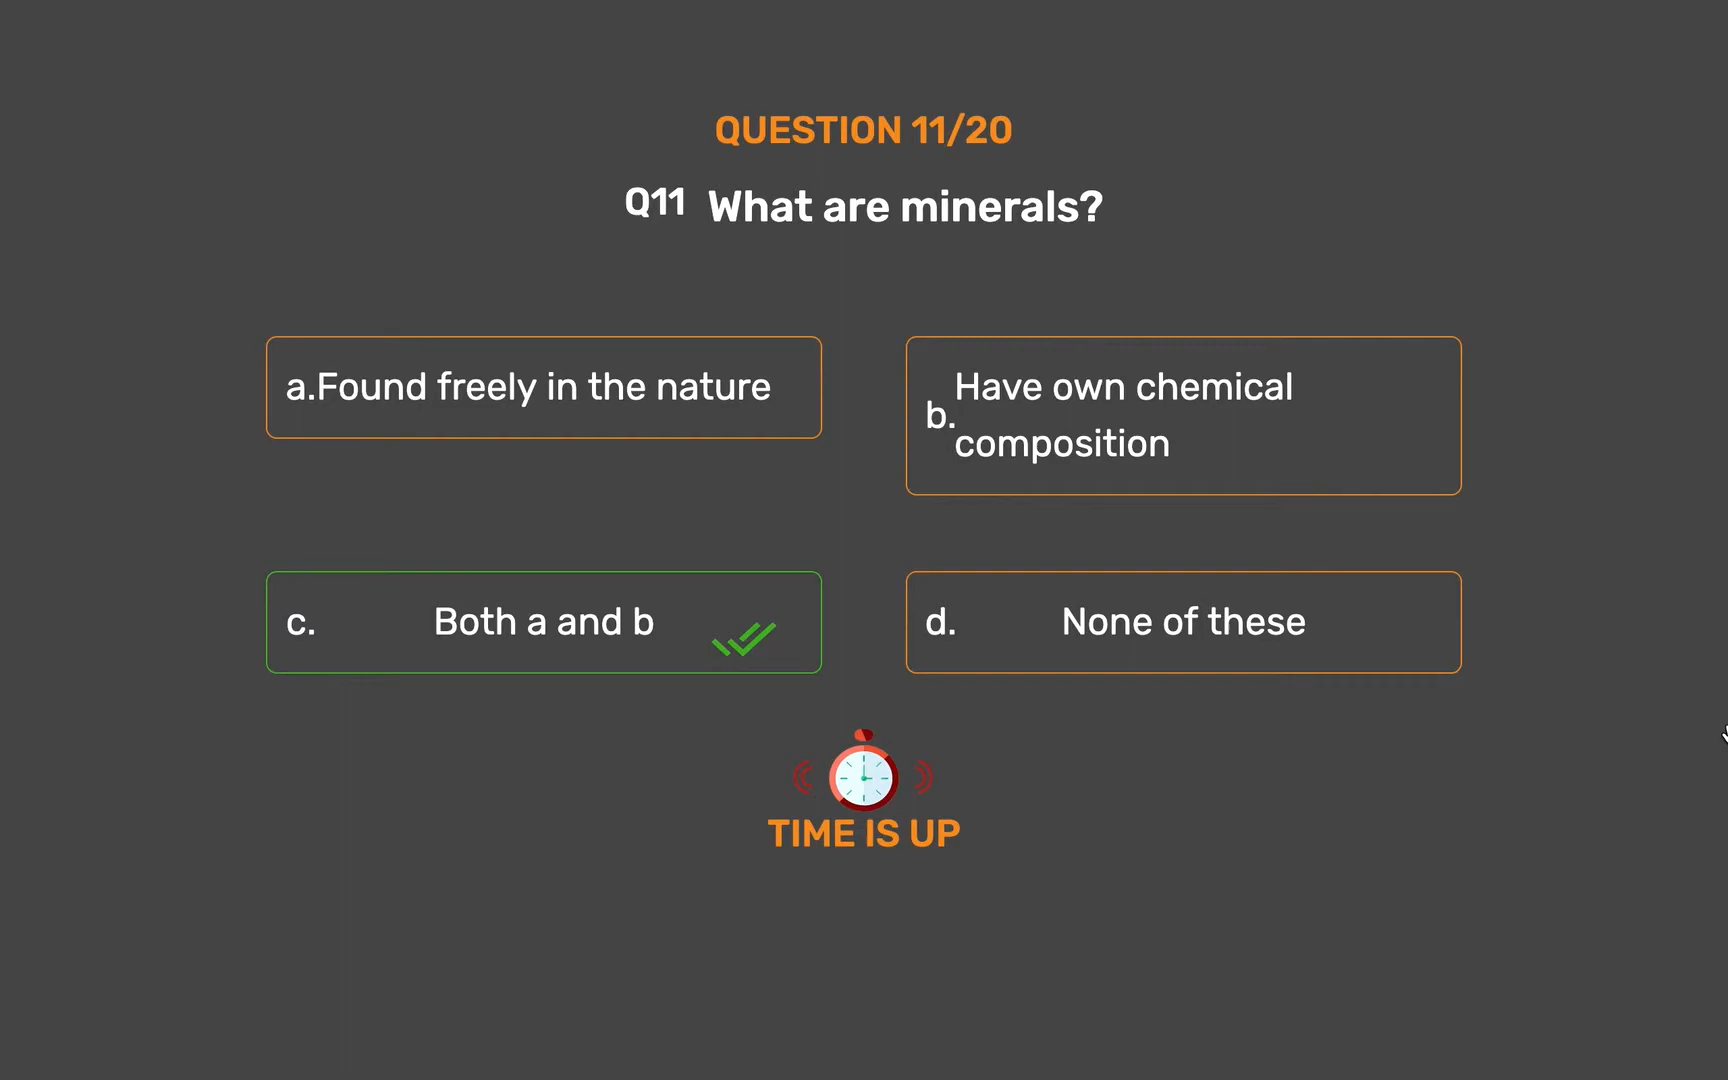 QUESTION 11/20
Q11 What are minerals?
a.Found freely in the nature
b.Have own chemical
composition
c. Both a and b
d. None of these
TIME IS UP